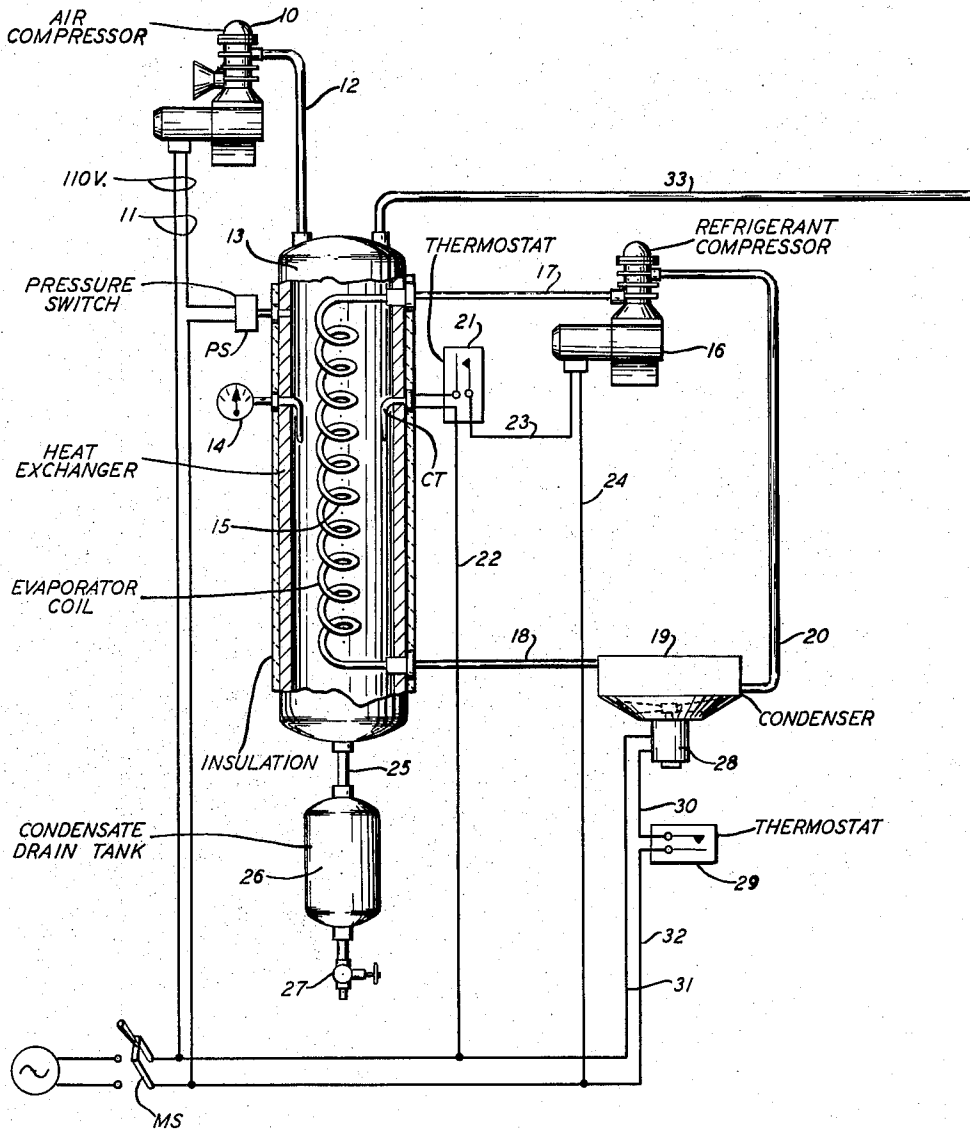 AIR
COMPRESSOR
10
12
110V.
11
33
13
THERMOSTAT
REFRIGERANT
COMPRESSOR
17
PRESSURE
SWITCH
PS
21
16
14
23
CT
HEAT
EXCHANGER
24
15
22
EVAPORATOR
COIL
18
19
20
CONDENSER
INSULATION
25
28
30
CONDENSATE
DRAIN TANK
THERMOSTAT
26
29
32
27
31
MS